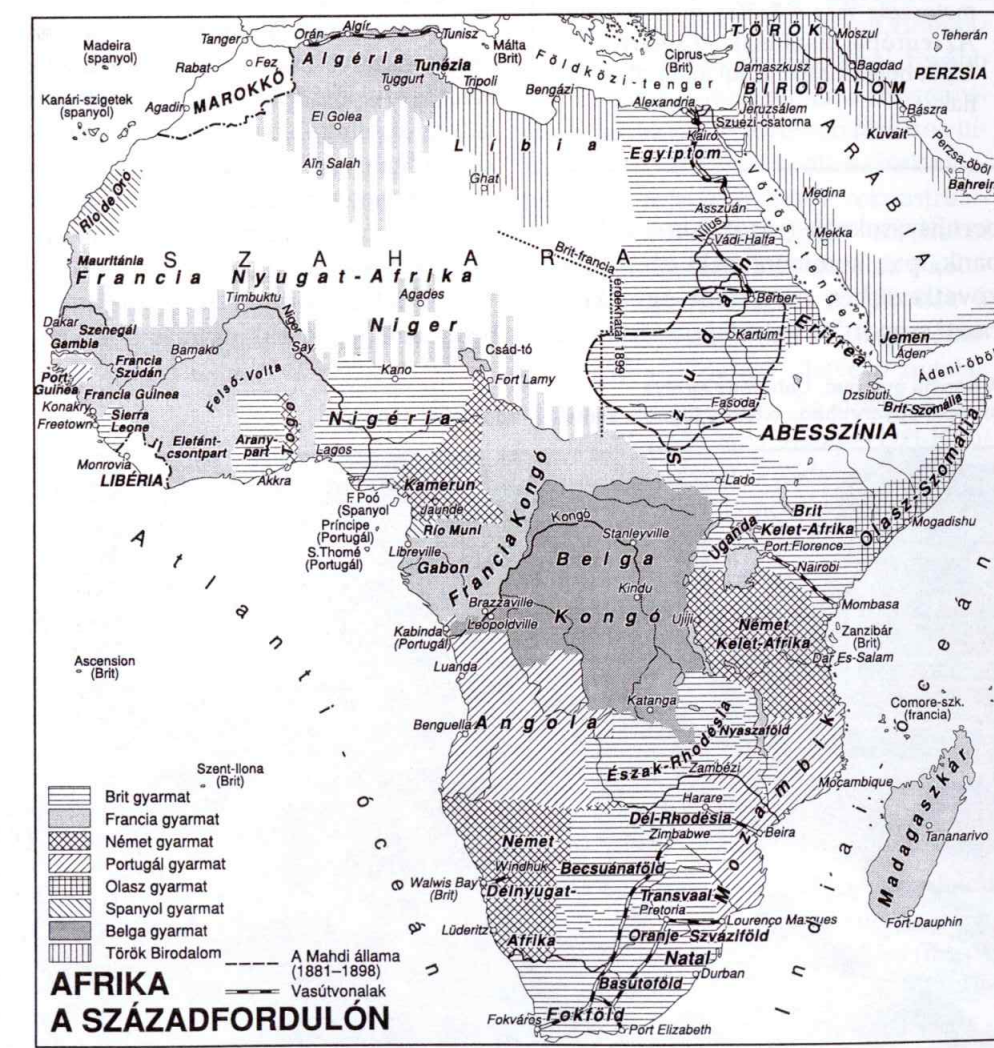 Madeira
(spanyol)
Tanger
Rabat
Fez
MAROKKÓ
Kanári-szigetek
(spanyol)
Agadir
Orán
Algír
Algéria
Tunisz
Tunézia
Tuggurt
Tripoli
Málta
(Brit)
Földközi-tenger
Ciprus
(Brit)
TÖRÖK
BIRODALOM
Moszul
Teherán
Damaszkusz
Bagdad
PERZSIA
Bászra
Kuvait
Perzsa-öböl
Bahrein
Jeruzsálem
Szuezi-csatorna
Alexandria
Kairó
Bengázi
El Golea
Aïn Salah
Líbia
Ghat
Egyiptom
Asszuán
Nílus
Vádi-Halfa
Vörös-tenger
ARÁBIA
Medina
Mekka
Río de Oro
SZAHARA
Mauritánia
Francia Nyugat-Afrika
Brit-francia
érdekhatár 1899
Timbuktu
Agades
Niger
Niger
Berber
Kartúm
Szudán
Eritrea
Jemen
Áden
Ádeni-öböl
Dakar
Szenegál
Gambia
Francia
Szudán
Bamako
Say
Kano
Csád-tó
Fort Lamy
Port.
Guinea
Francia Guinea
Felső-Volta
Konakry
Freetown
Sierra
Leone
Nigéria
Togo
Fasoda
Dzsibuti
Brit-Szomália
ABESSZÍNIA
Monrovia
LIBÉRIA
Elefánt-
csontpart
Arany-
part
Akkra
Lagos
Kamerun
Jaunde
Lado
Olasz-Szomália
Mogadishu
F. Poó
(Spanyol
Príncipe
(Portugál)
S.Thomé
(Portugál)
Río Muni
Libreville
Gabon
Francia Kongó
Kongó
Stanleyville
Belga
Kongó
Kindu
Uganda
Brit
Kelet-Afrika
Port.Florence
Nairobi
Mombasa
Brazzaville
Leopoldville
Kabinda
(Portugál)
Ujiji
Német
Kelet-Afrika
Zanzibár
(Brit)
Dar Es-Salam
Atlanti-óceán
Ascension
(Brit)
Luanda
Katanga
Benguella
Angola
Észak-Rhodésia
Nyaszaföld
Comore-szk.
(francia)
Szent-Ilona
(Brit)
Zambézi
Mozambik
Moçambique
Harare
Dél-Rhodésia
Zimbabwe
Beira
Madagaszkár
Tananarivo
Fort-Dauphin
Indiai-óceán
Német
Windhuk
Délnyugat-
Afrika
Walwis Bay
(Brit)
Lüderitz
Becsuánaföld
Transvaal
Pretoria
Lourenço Marques
Oranje
Szváziföld
Natal
Durban
Basutoföld
Fokváros
Fokföld
Port Elizabeth
Brit gyarmat
Francia gyarmat
Német gyarmat
Portugál gyarmat
Olasz gyarmat
Spanyol gyarmat
Belga gyarmat
Török Birodalom
A Mahdi állama
(1881–1898)
Vasútvonalak
AFRIKA
A SZÁZADFORDULÓN